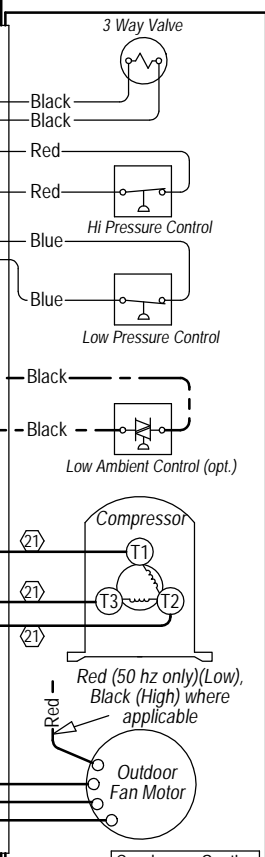 3 Way Valve
Black
Black
Red
Red
Hi Pressure Control
Blue
Blue
Low Pressure Control
Black
Black
Low Ambient Control (opt.)
Compressor
21
T1
21
T3
T2
21
Red (50 hz only)(Low),
Black (High) where
applicable
Red
Outdoor
Fan Motor